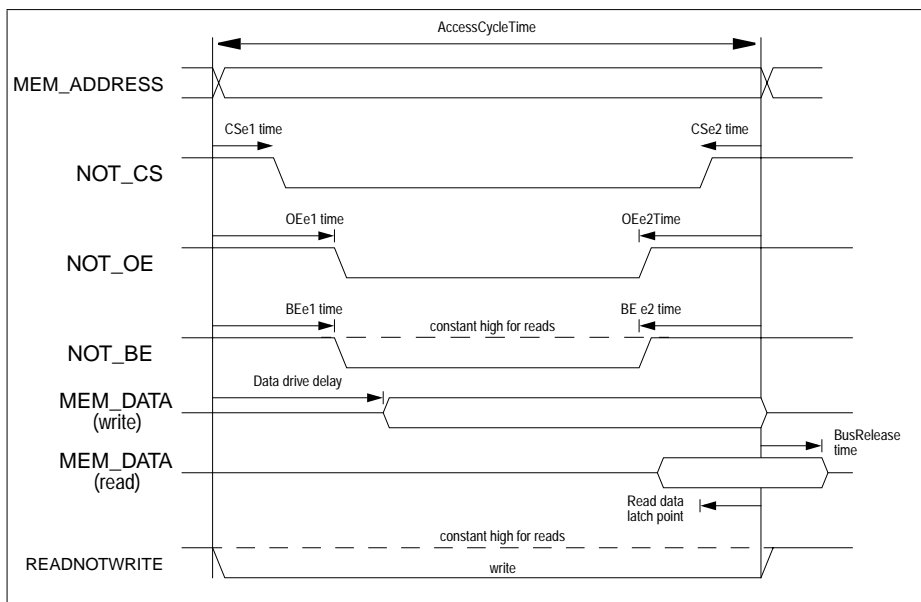 AccessCycleTime
MEM_ADDRESS
CSe1 time
CSe2 time
NOT_CS
OEe1 time
OEe2Time
NOT_OE
BEe1 time
constant high for reads
BE e2 time
NOT_BE
Data drive delay
MEM_DATA
(write)
BusRelease
time
MEM_DATA
(read)
Read data
latch point
constant high for reads
READNOTWRITE
write